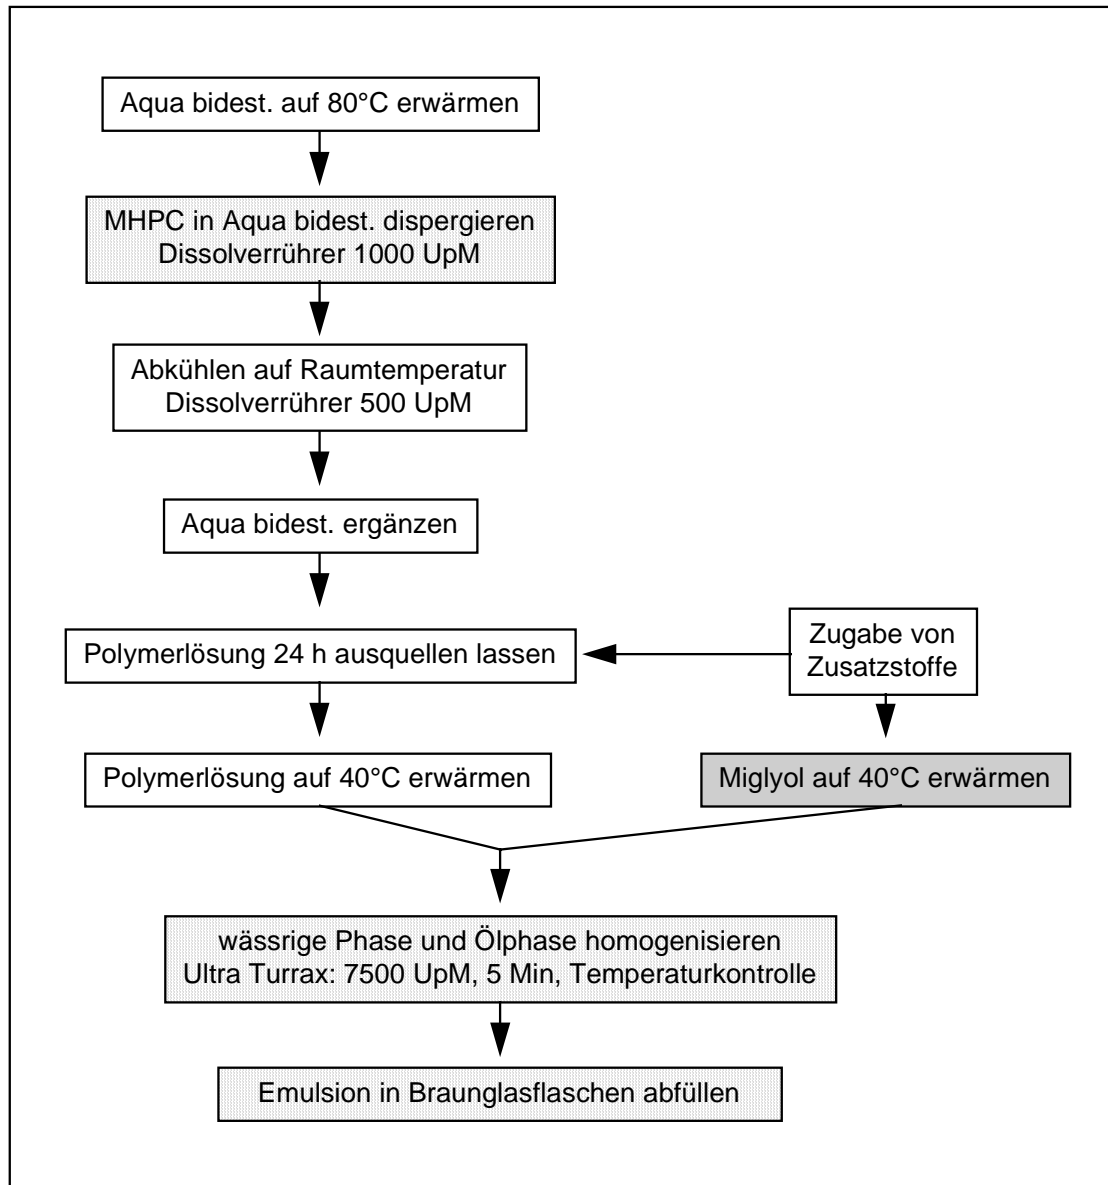 Aqua bidest. auf 80°C erwärmen
MHPC in Aqua bidest. dispergieren
Dissolverrührer 1000 UpM
Abkühlen auf Raumtemperatur
Dissolverrührer 500 UpM
Aqua bidest. ergänzen
Polymerlösung 24 h ausquellen lassen
Zugabe von
Zusatzstoffe
Polymerlösung auf 40°C erwärmen
Miglyol auf 40°C erwärmen
wässrige Phase und Ölphase homogenisieren
Ultra Turrax: 7500 UpM, 5 Min, Temperaturkontrolle
Emulsion in Braunglasflaschen abfüllen